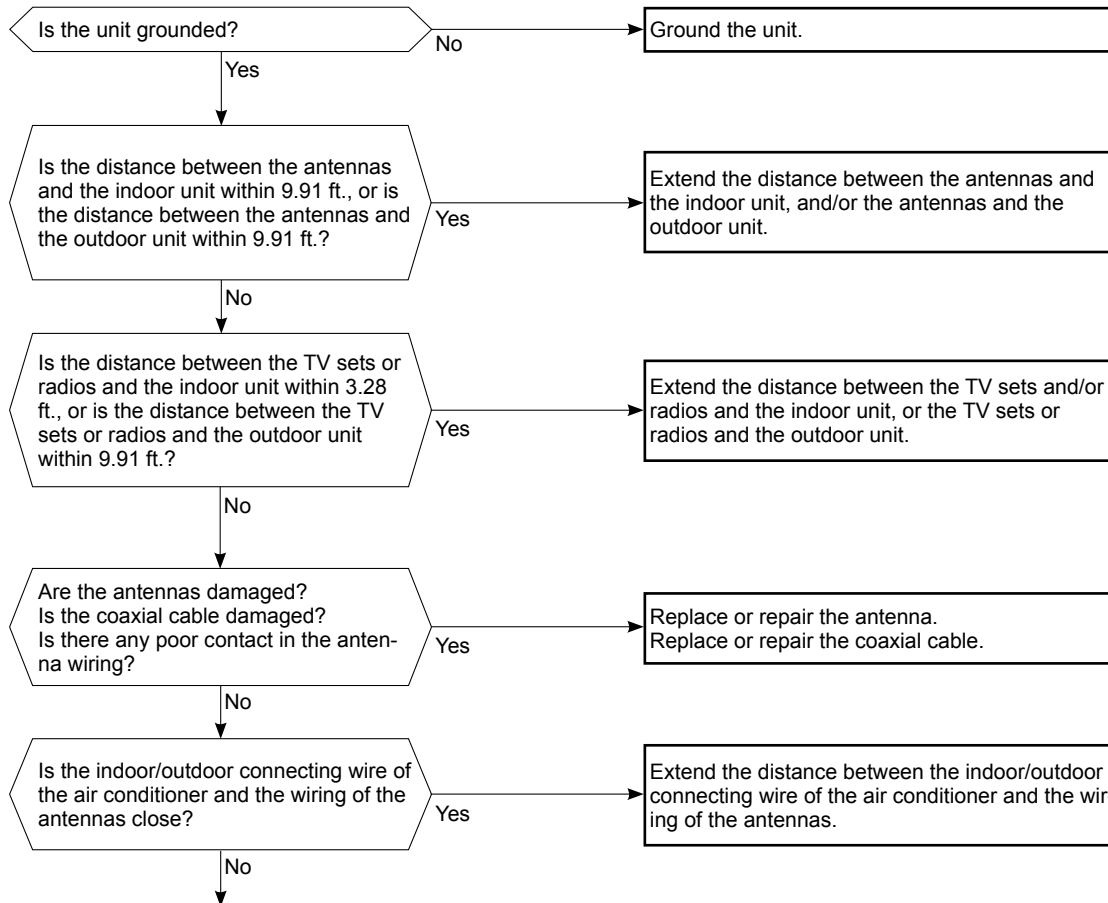 Is the unit grounded?
No
Ground the unit.
Yes
Is the distance between the antennas
and the indoor unit within 9.91 ft., or is
the distance between the antennas and
the outdoor unit within 9.91 ft.?
Yes
Extend the distance between the antennas and
the indoor unit, and/or the antennas and the
outdoor unit.
No
Is the distance between the TV sets or
radios and the indoor unit within 3.28
ft., or is the distance between the TV
sets or radios and the outdoor unit
within 9.91 ft.?
Yes
Extend the distance between the TV sets and/or
radios and the indoor unit, or the TV sets or
radios and the outdoor unit.
No
Are the antennas damaged?
Is the coaxial cable damaged?
Is there any poor contact in the anten-
na wiring?
Yes
Replace or repair the antenna.
Replace or repair the coaxial cable.
No
Is the indoor/outdoor connecting wire of
the air conditioner and the wiring of the
antennas close?
Yes
Extend the distance between the indoor/outdoor
connecting wire of the air conditioner and the wir
ing of the antennas.
No